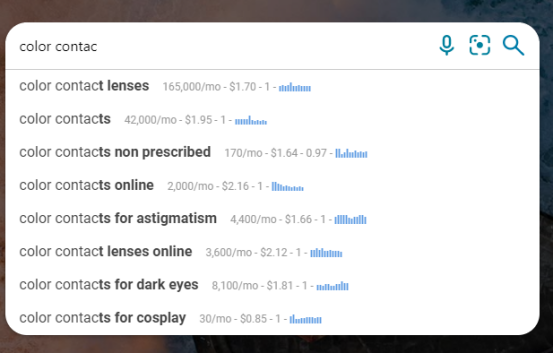 color contac
color contact lenses 165,000/mo - $1.70 - 1 -
color contacts 42,000/mo - $1.95 - 1 -
color contacts non prescribed 170/mo - $1.64 - 0.97 -
color contacts online 2,000/mo - $2.16 - 1 -
color contacts for astigmatism 4,400/mo - $1.66 - 1 -
color contact lenses online 3,600/mo - $2.12 - 1 -
color contacts for dark eyes 8,100/mo - $1.81 - 1 -
color contacts for cosplay 30/mo - $0.85 - 1 -